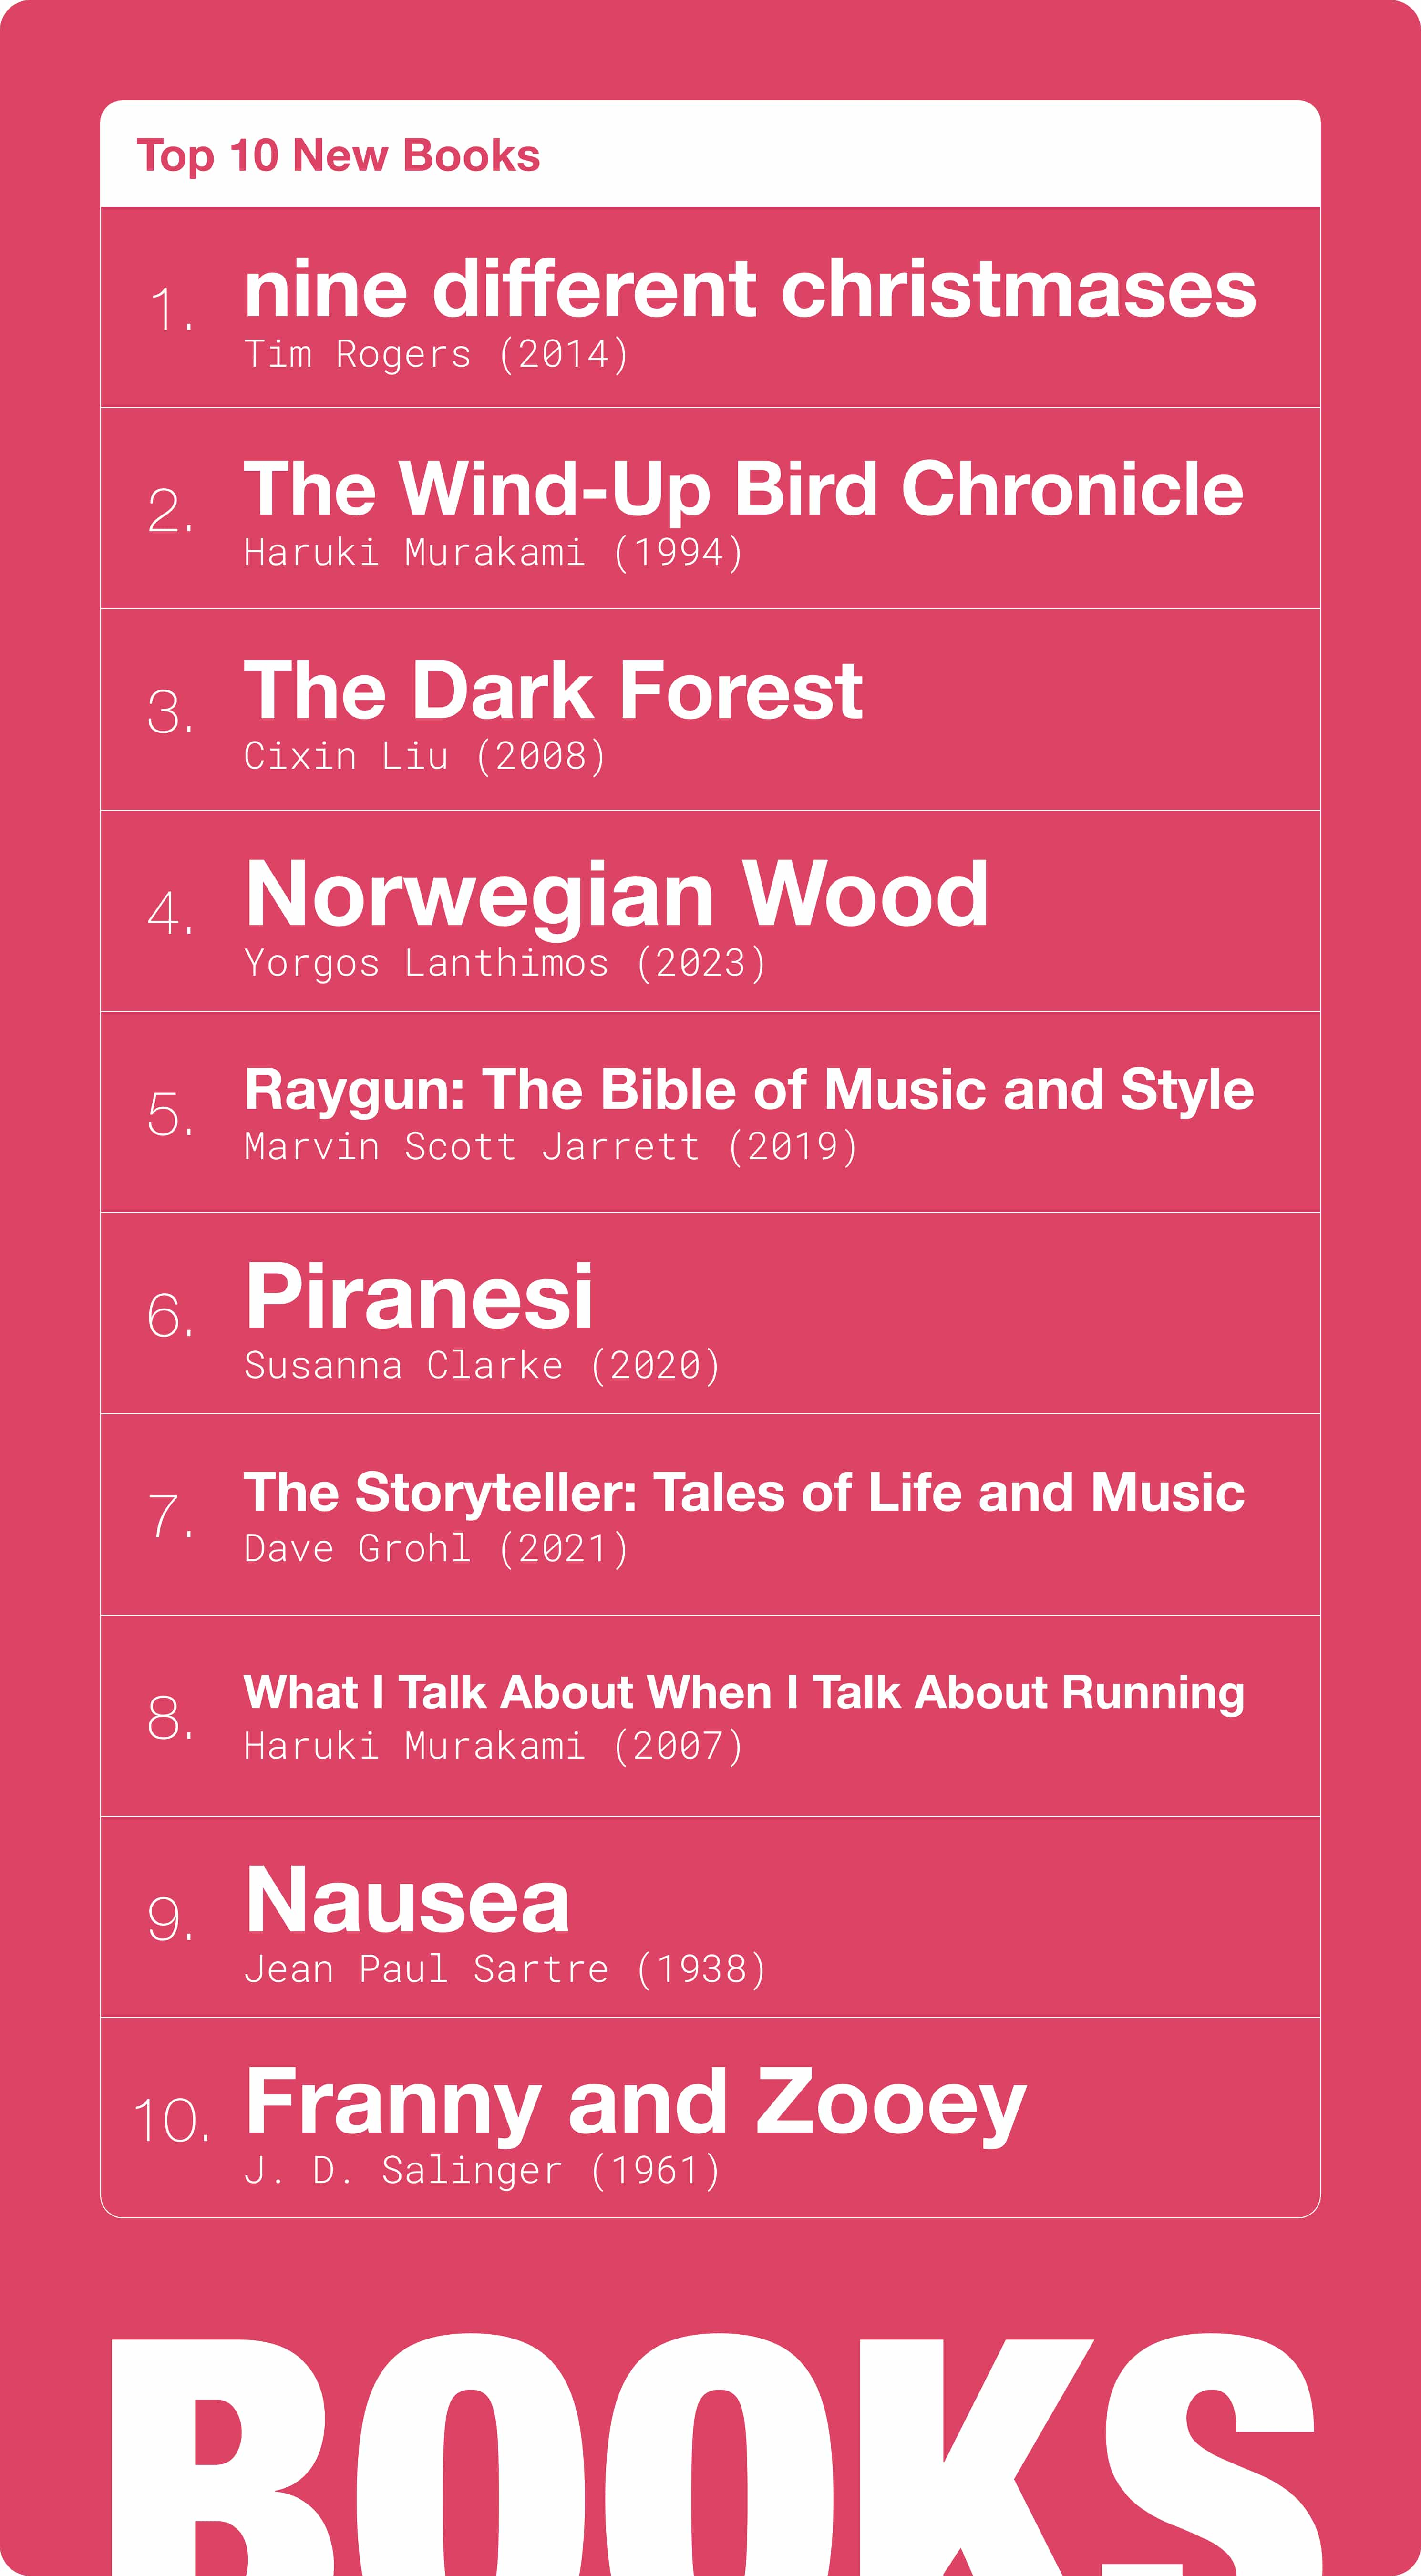 Top 10 New Books
1.
nine different christmases
Tim Rogers (2014)
2.
The Wind-Up Bird Chronicle
Haruki Murakami (1994)
3.
The Dark Forest
Cixin Liu (2008)
4.
Norwegian Wood
Yorgos Lanthimos (2023)
5.
Raygun: The Bible of Music and Style
Marvin Scott Jarrett (2019)
6.
Piranesi
Susanna Clarke (2020)
7.
The Storyteller: Tales of Life and Music
Dave Grohl (2021)
8.
What I Talk About When I Talk About Running
Haruki Murakami (2007)
9.
Nausea
Jean Paul Sartre (1938)
10.
Franny and Zooey
J. D. Salinger (1961)
BOOKS